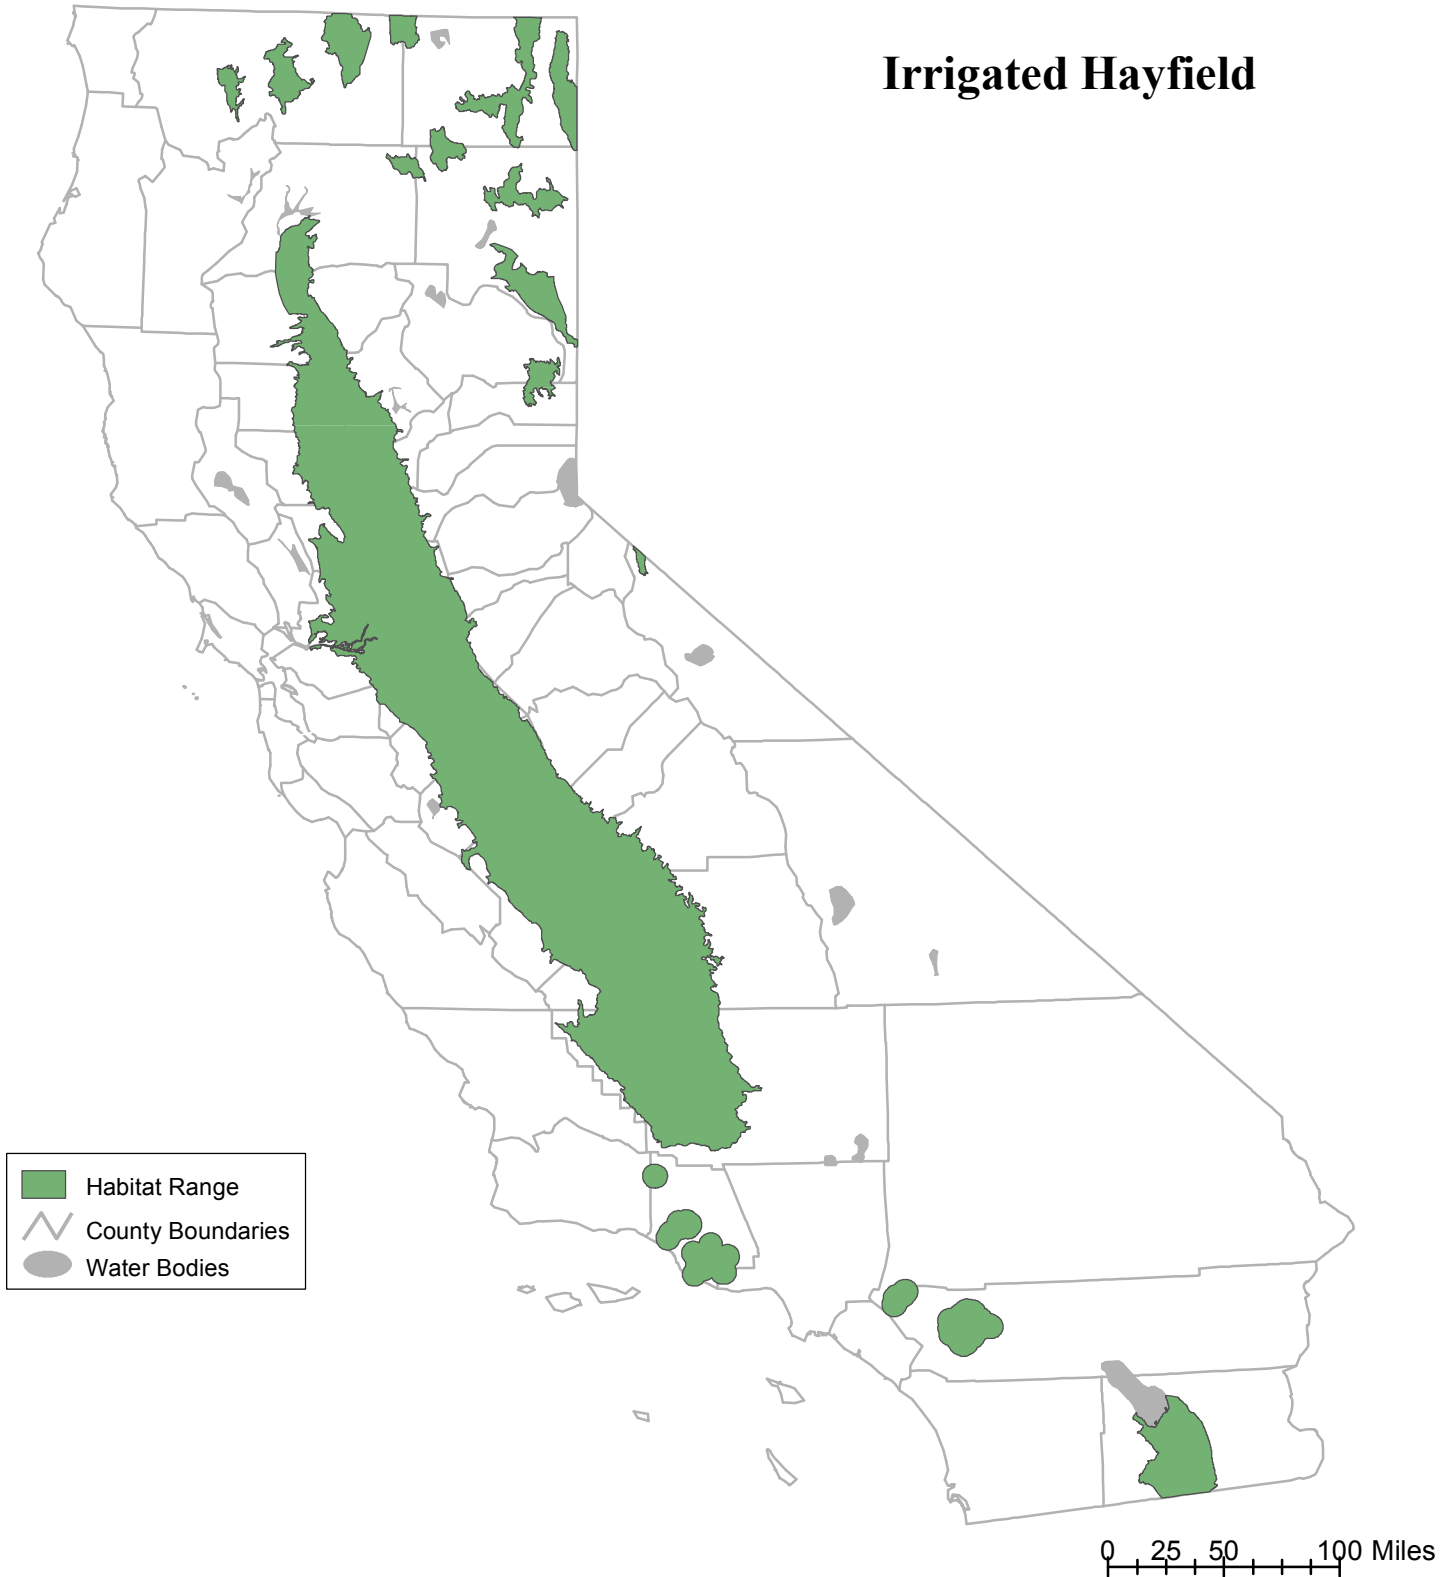 Irrigated Hayfield
Habitat Range
County Boundaries
Water Bodies
0 25 50 100 Miles